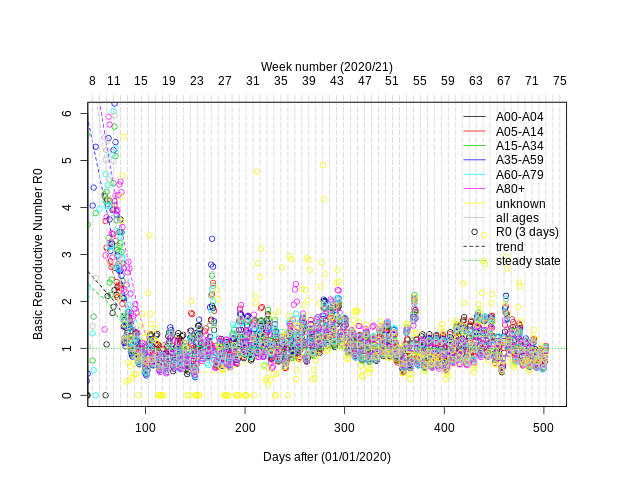 Week number (2020/21)
8 11 15 19 23 27 31 35 39 43 47 51 55 59 63 67 71 75
Basic Reproductive Number R0
6
5
4
3
2
1
0
A00-A04
A05-A14
A15-A34
A35-A59
A60-A79
A80+
unknown
all ages
R0 (3 days)
trend
steady state
100 200 300 400 500
Days after (01/01/2020)